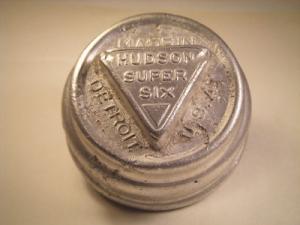 HUDSON
SUPER
SIX
DETROIT.
U.S.A.